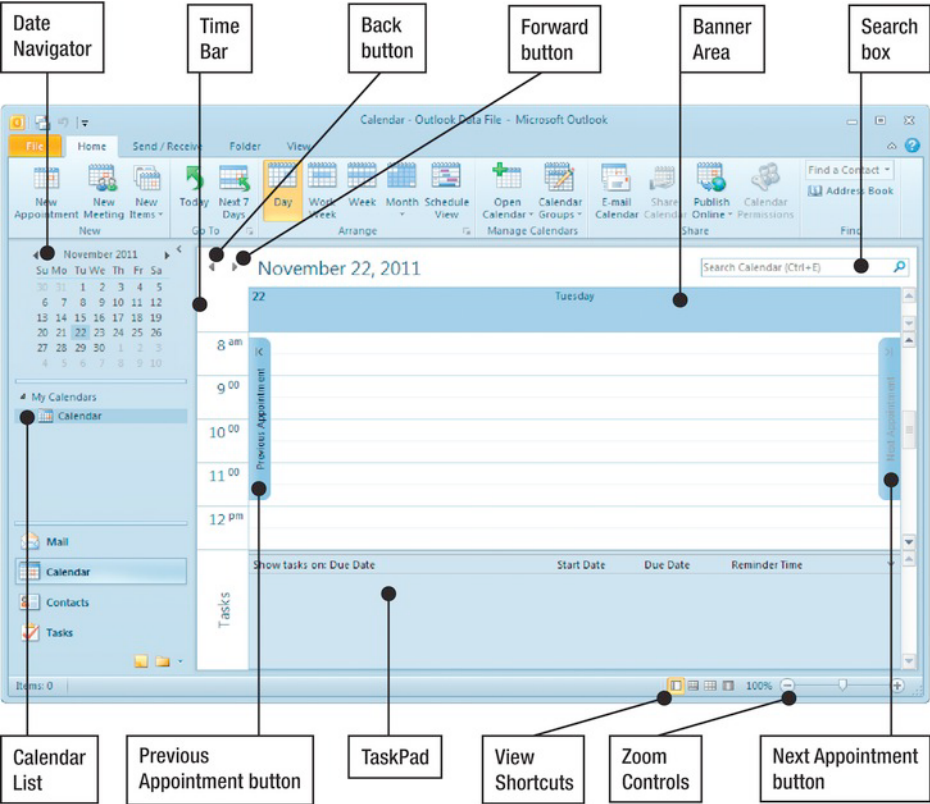 Date
Navigator
Time
Bar
Back
button
Forward
button
Banner
Area
Search
box
Calendar - Outlook Data File - Microsoft Outlook
File Home Send / Receive Folder View
New
Appointment
New
Meeting
New
Items
Today
Next 7
Days
Day
Work
Week
Week
Month
Schedule
View
Open
Calendar
Calendar
Groups
E-mail
Calendar
Share
Calendar
Publish
Online
Calendar
Permissions
Find a Contact
Address Book
New
Go To
Arrange
Manage Calendars
Share
Find
November 2011
Su Mo Tu We Th Fr Sa
30 31 1 2 3 4 5
6 7 8 9 10 11 12
13 14 15 16 17 18 19
20 21 22 23 24 25 26
27 28 29 30 1 2 3
4 5 6 7 8 9 10
My Calendars
Calendar
Mail
Calendar
Contacts
Tasks
November 22, 2011
Search Calendar (Ctrl+E)
22 Tuesday
8 am
9 00
10 00
11 00
12 pm
Previous Appointment
Next Appointment
Tasks
Show tasks on: Due Date Start Date Due Date Reminder Time
Items: 0
100%
Calendar
List
Previous
Appointment button
TaskPad
View
Shortcuts
Zoom
Controls
Next Appointment
button